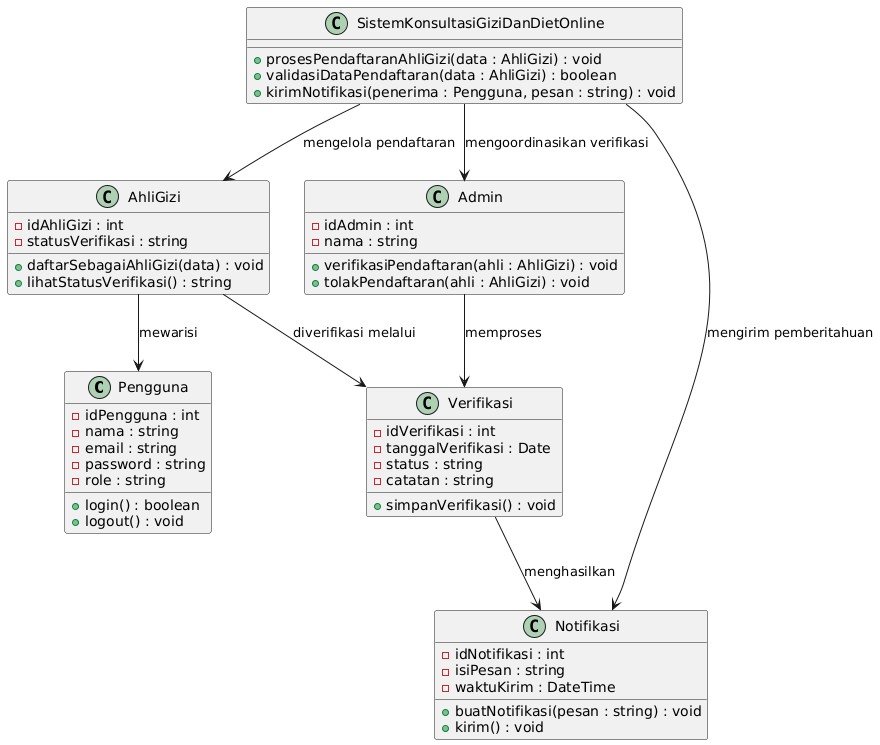 C SistemKonsultasiGiziDanDietOnline
prosesPendaftaranAhliGizi(data : AhliGizi) : void
validasiDataPendaftaran(data : AhliGizi) : boolean
kirimNotifikasi(penerima : Pengguna, pesan : string) : void
mengelola pendaftaran
mengoordinasikan verifikasi
C AhliGizi
idAhliGizi : int
statusVerifikasi : string
daftarSebagaiAhliGizi(data) : void
lihatStatusVerifikasi() : string
C Admin
idAdmin : int
nama : string
verifikasiPendaftaran(ahli : AhliGizi) : void
tolakPendaftaran(ahli : AhliGizi) : void
mewarisi
diverifikasi melalui
memproses
mengirim pemberitahuan
C Pengguna
idPengguna : int
nama : string
email : string
password : string
role : string
login() : boolean
logout() : void
C Verifikasi
idVerifikasi : int
tanggalVerifikasi : Date
status : string
catatan : string
simpanVerifikasi() : void
menghasilkan
C Notifikasi
idNotifikasi : int
isiPesan : string
waktuKirim : DateTime
buatNotifikasi(pesan : string) : void
kirim() : void